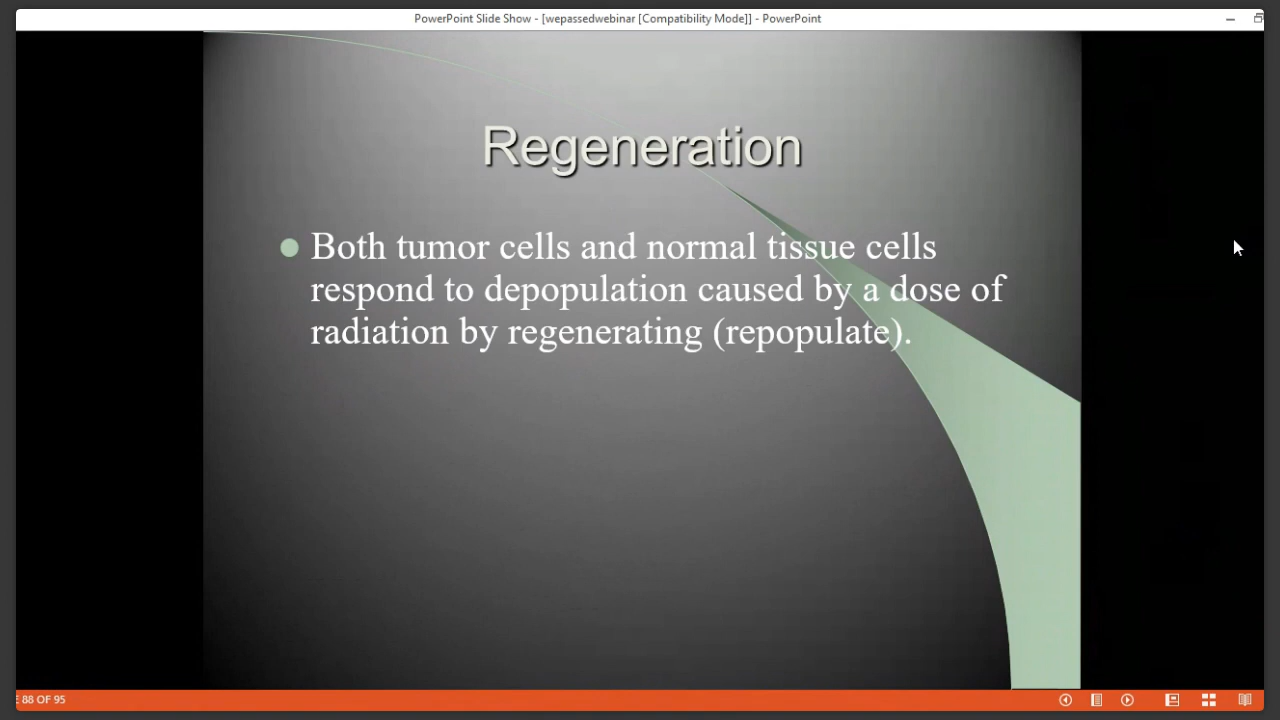 PowerPoint Slide Show - [wepassedwebinar [Compatibility Mode]] - PowerPoint
Regeneration
Both tumor cells and normal tissue cells
respond to depopulation caused by a dose of
radiation by regenerating (repopulate).
E 88 OF 95